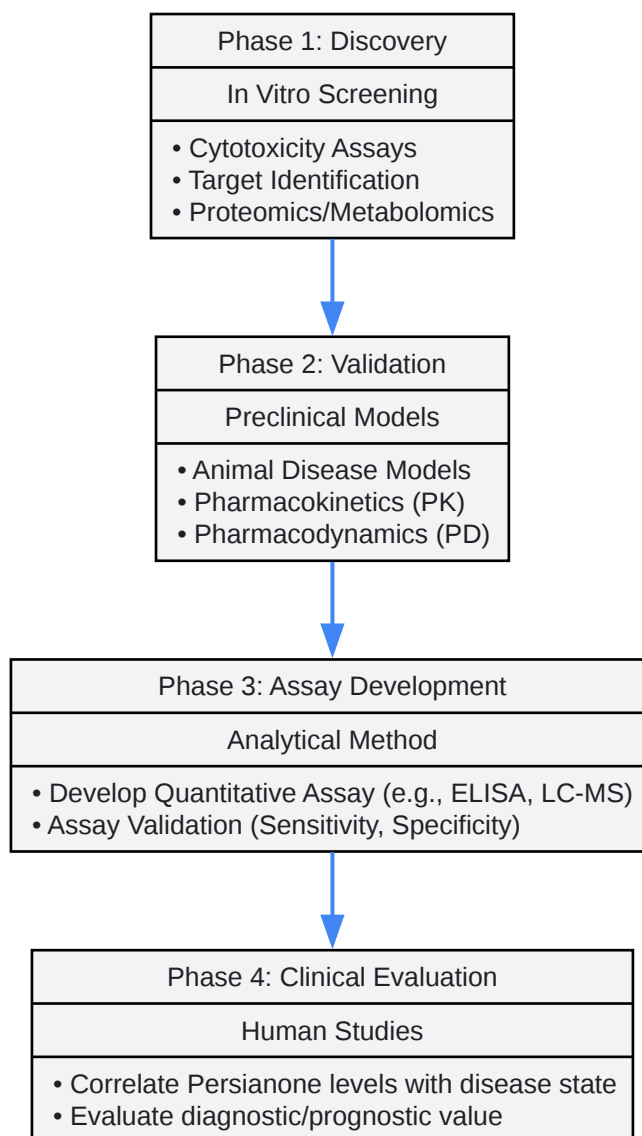 Phase 1: Discovery
In Vitro Screening
• Cytotoxicity Assays
• Target Identification
• Proteomics/Metabolomics
Phase 2: Validation
Preclinical Models
• Animal Disease Models
• Pharmacokinetics (PK)
• Pharmacodynamics (PD)
Phase 3: Assay Development
Analytical Method
• Develop Quantitative Assay (e.g., ELISA, LC-MS)
• Assay Validation (Sensitivity, Specificity)
Phase 4: Clinical Evaluation
Human Studies
• Correlate Persianone levels with disease state
• Evaluate diagnostic/prognostic value